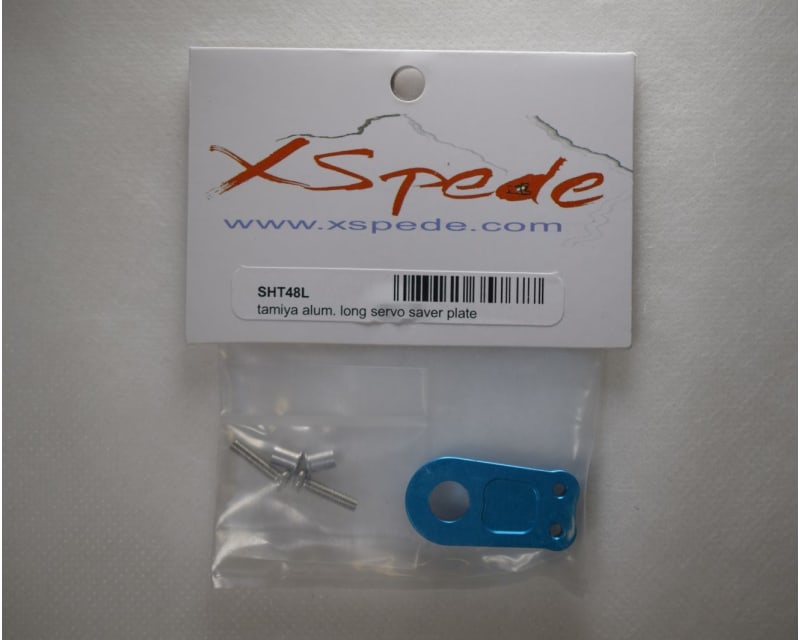 XSpede
www.xspede.com
SHT48L
tamiya alum. long servo saver plate